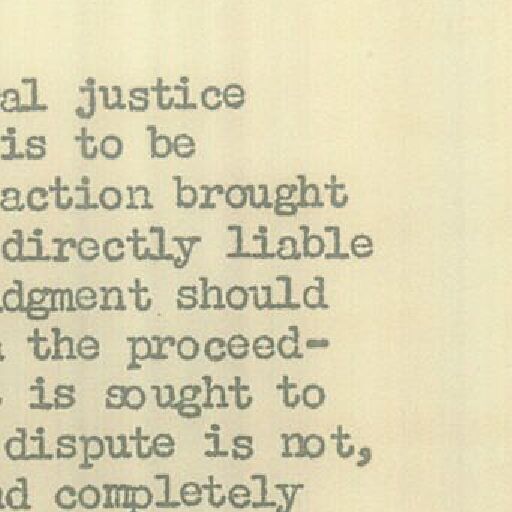 al justice
is to be
action brought
directly liable
dgment should
the proceed-
is sought to
dispute is not,
d completely